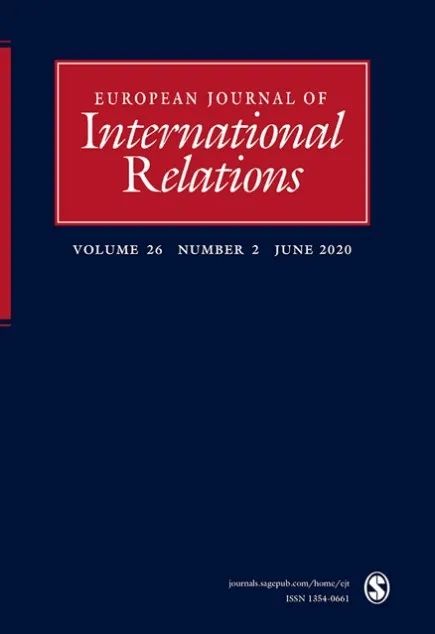 EUROPEAN JOURNAL OF
International
Relations
VOLUME 26 NUMBER 2 JUNE 2020
journals.sagepub.com/home/ejt
ISSN 1354-0661
S